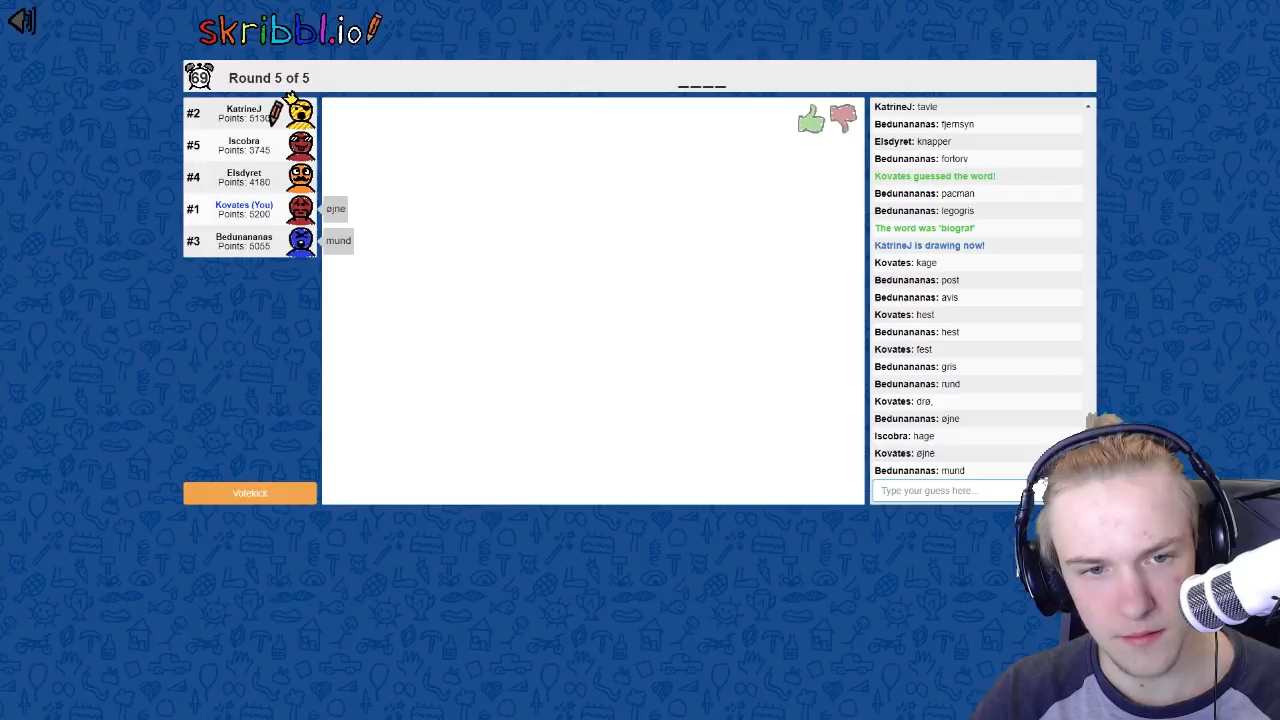 skribbl.io
69
Round 5 of 5
____
#2
KatrineJ
Points: 5130
#5
Iscobra
Points: 3745
#4
Elsdyret
Points: 4180
#1
Kovates (You)
Points: 5200
#3
Bedunananas
Points: 5055
øjne
mund
Votekick
KatrineJ: tavle
Bedunananas: fjernsyn
Elsdyret: knapper
Bedunananas: fortorv
Kovates guessed the word!
Bedunananas: pacman
Bedunananas: legogris
The word was 'biograf'
KatrineJ is drawing now!
Kovates: kage
Bedunananas: post
Bedunananas: avis
Kovates: hest
Bedunananas: hest
Kovates: fest
Bedunananas: gris
Bedunananas: rund
Kovates: drø,
Bedunananas: øjne
Iscobra: hage
Kovates: øjne
Bedunananas: mund
Type your guess here...